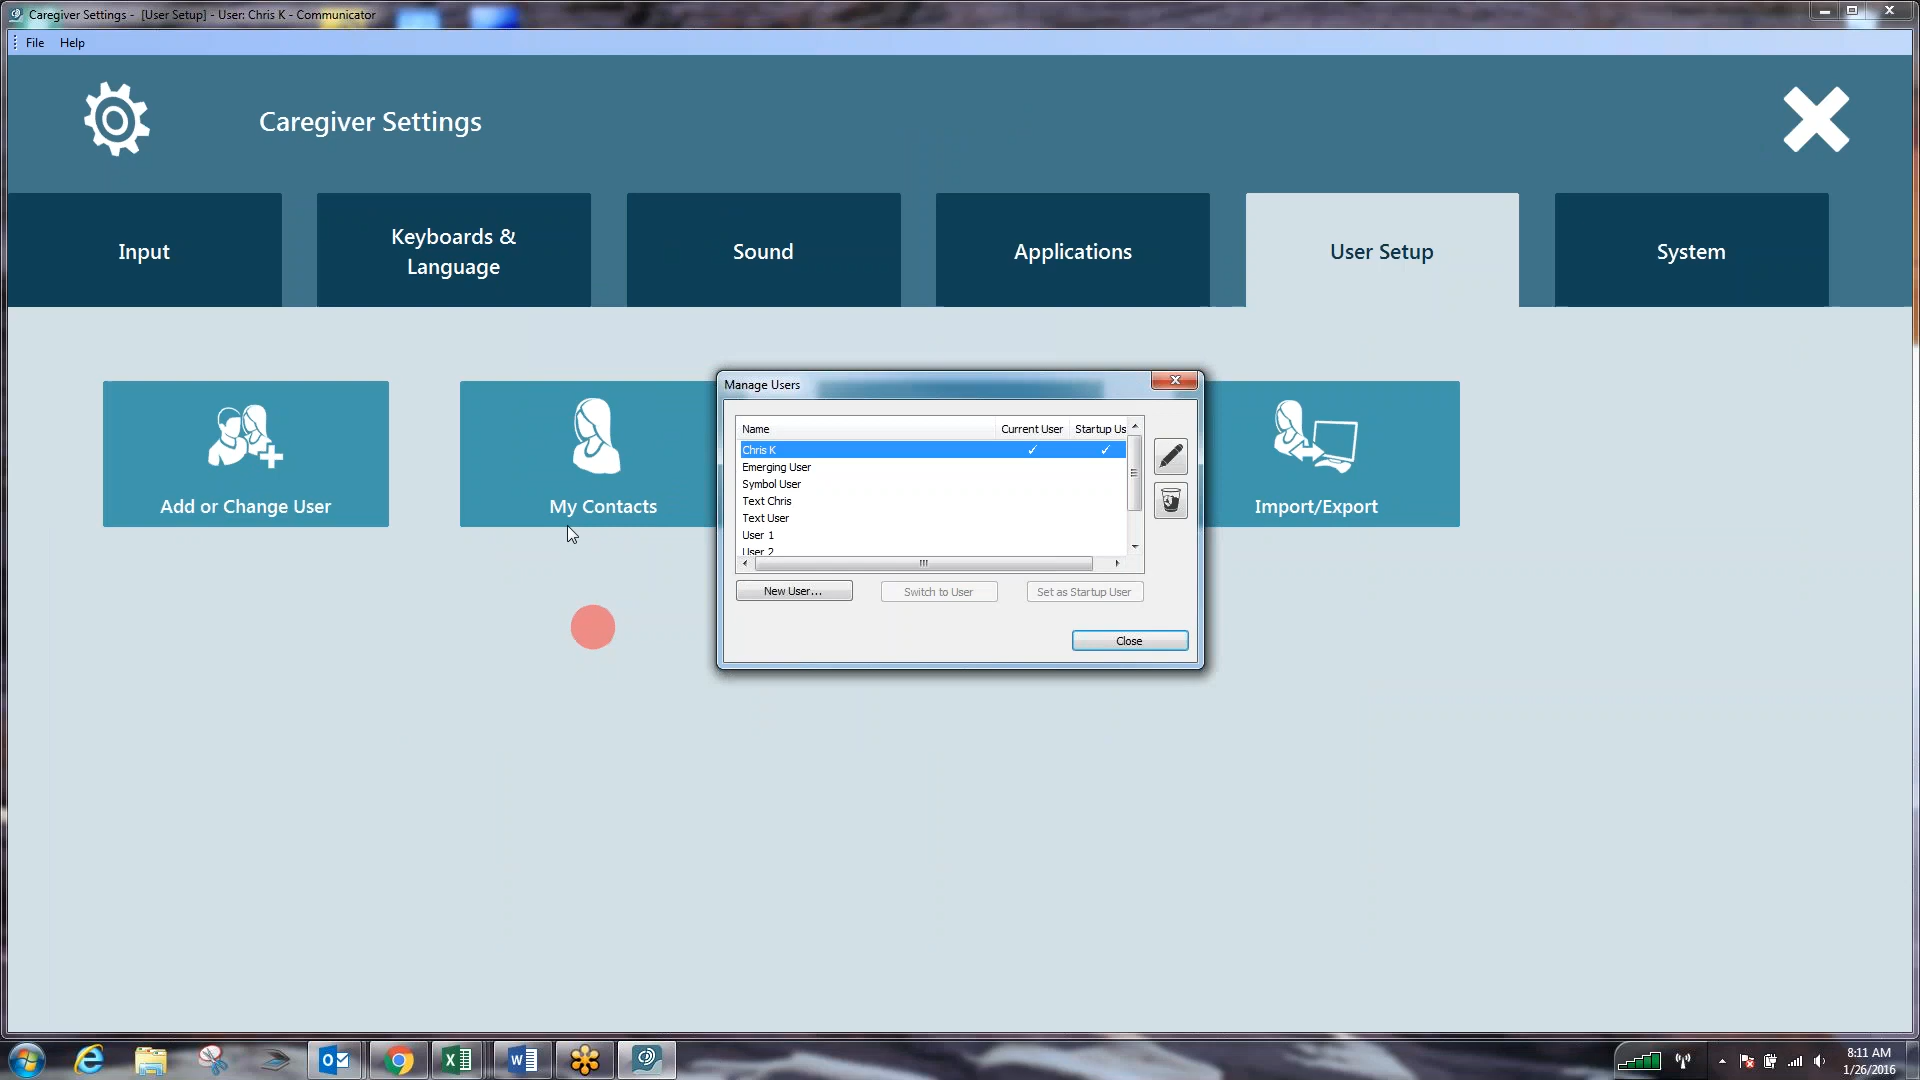 Caregiver Settings - [User Setup] - User: Chris K - Communicator
File Help
Caregiver Settings
Input
Keyboards &
Language
Sound
Applications
User Setup
System
Add or Change User
My Contacts
Import/Export
Manage Users
Name Current User Startup Us
Chris K ✓ ✓
Emerging User
Symbol User
Text Chris
Text User
User 1
User 2
New User...
Switch to User
Set as Startup User
Close
8:11 AM
1/26/2016